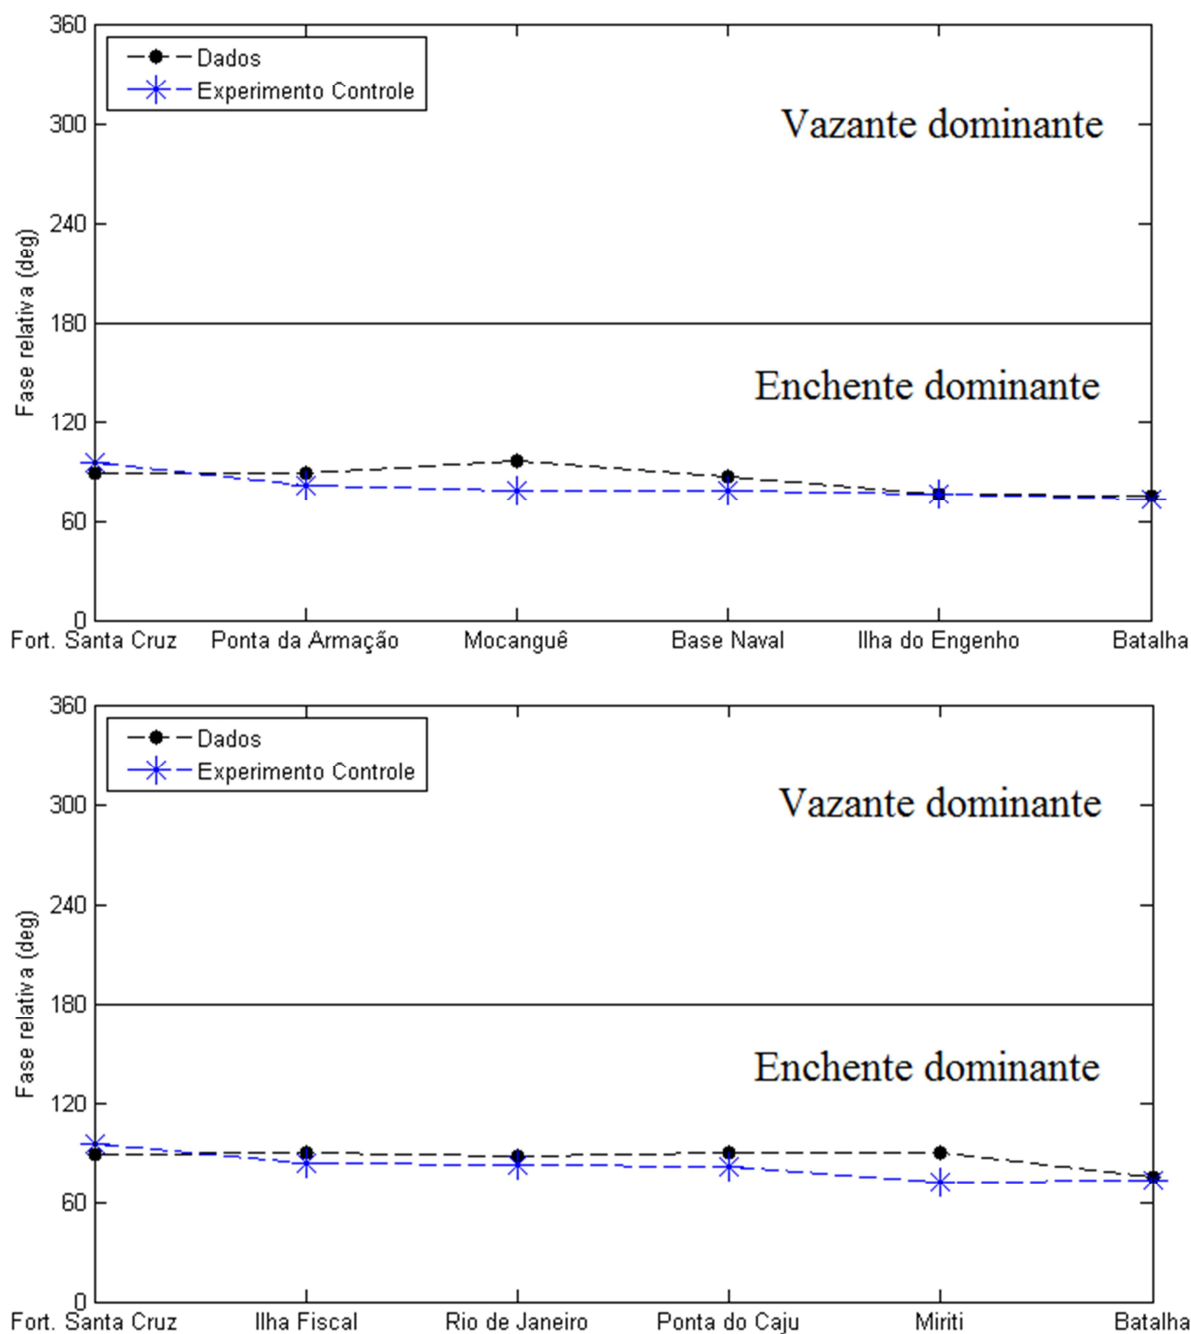 360
Dados
Experimento Controle
Vazante dominante
300
240
Fase relativa (deg)
180
Enchente dominante
120
60
0
Fort. Santa Cruz Ponta da Armação Mocanguê Base Naval Ilha do Engenho Batalha
360
Dados
Experimento Controle
Vazante dominante
300
240
Fase relativa (deg)
180
Enchente dominante
120
60
0
Fort. Santa Cruz Ilha Fiscal Rio de Janeiro Ponta do Caju Miriti Batalha